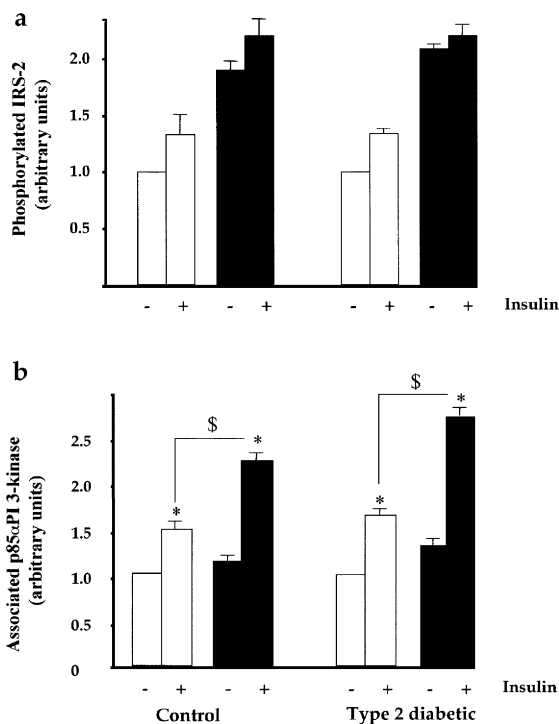 a
Phosphorylated IRS-2
(arbitrary units)
2.0
1.5
1.0
0.5
- + - + - + - + Insulin
b
Associated p85αPI 3-kinase
(arbitrary units)
2.5
2.0
1.5
1.0
0.5
0
$ $
* * * *
- + - + - + - + Insulin
Control Type 2 diabetic